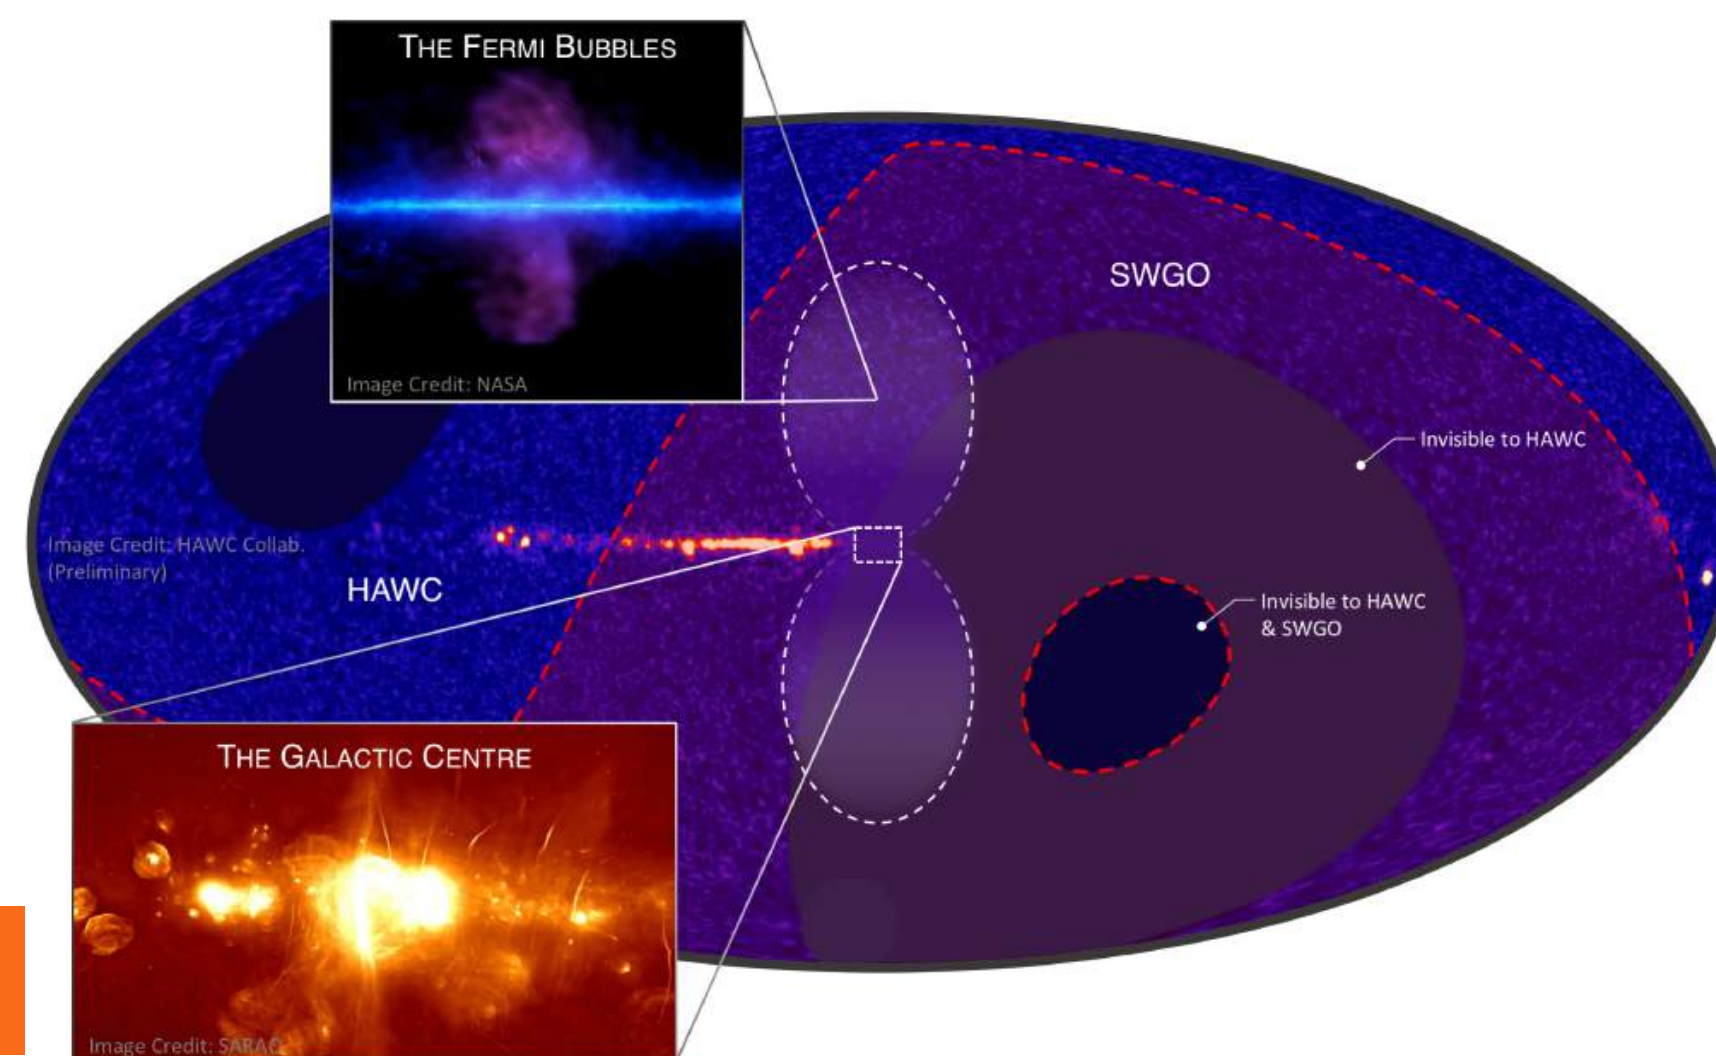 THE FERMI BUBBLES
Image Credit: NASA
SWGO
Invisible to HAWC
Image Credit: HAWC Collab.
(Preliminary)
HAWC
Invisible to HAWC
& SWGO
THE GALACTIC CENTRE
Image Credit: SARAO